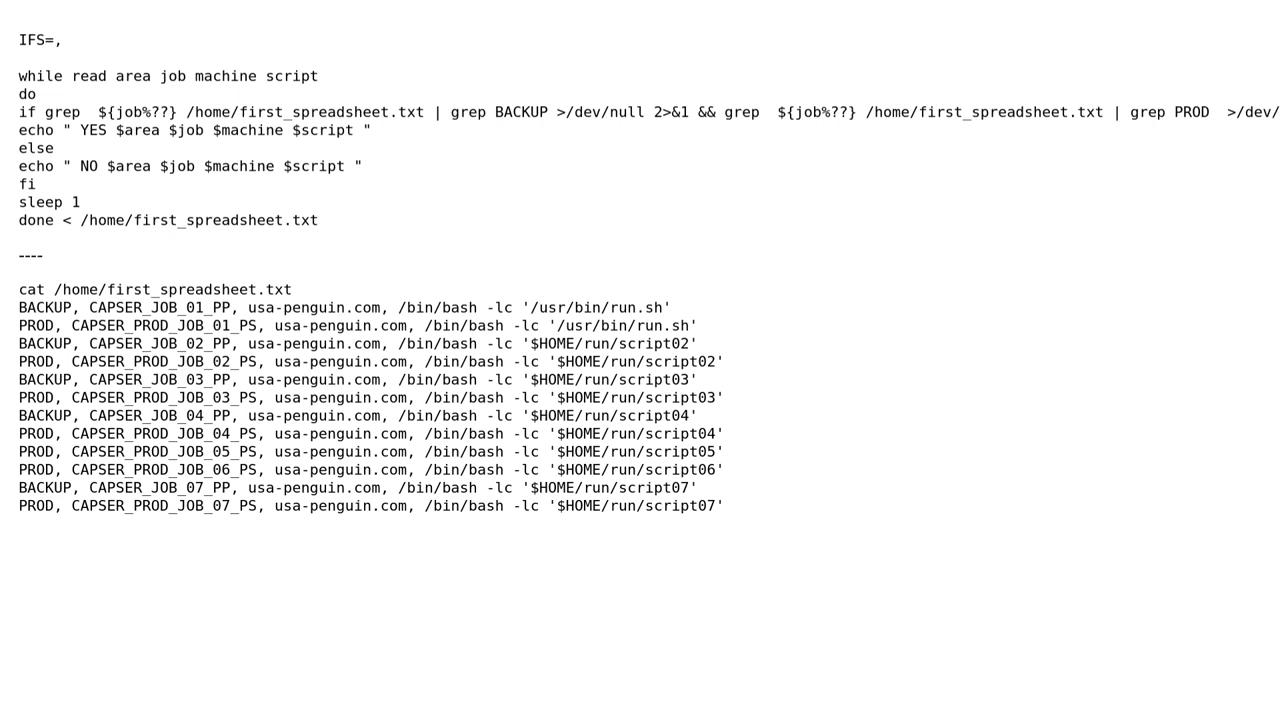 IFS=,
while read area job machine script
do
if grep  ${job%??} /home/first_spreadsheet.txt | grep BACKUP >/dev/null 2>&1 && grep  ${job%??} /home/first_spreadsheet.txt | grep PROD  >/dev/
echo " YES $area $job $machine $script "
else
echo " NO $area $job $machine $script "
fi
sleep 1
done < /home/first_spreadsheet.txt
----
cat /home/first_spreadsheet.txt
BACKUP, CAPSER_JOB_01_PP, usa-penguin.com, /bin/bash -lc '/usr/bin/run.sh'
PROD, CAPSER_PROD_JOB_01_PS, usa-penguin.com, /bin/bash -lc '/usr/bin/run.sh'
BACKUP, CAPSER_JOB_02_PP, usa-penguin.com, /bin/bash -lc '$HOME/run/script02'
PROD, CAPSER_PROD_JOB_02_PS, usa-penguin.com, /bin/bash -lc '$HOME/run/script02'
BACKUP, CAPSER_JOB_03_PP, usa-penguin.com, /bin/bash -lc '$HOME/run/script03'
PROD, CAPSER_PROD_JOB_03_PS, usa-penguin.com, /bin/bash -lc '$HOME/run/script03'
BACKUP, CAPSER_JOB_04_PP, usa-penguin.com, /bin/bash -lc '$HOME/run/script04'
PROD, CAPSER_PROD_JOB_04_PS, usa-penguin.com, /bin/bash -lc '$HOME/run/script04'
PROD, CAPSER_PROD_JOB_05_PS, usa-penguin.com, /bin/bash -lc '$HOME/run/script05'
PROD, CAPSER_PROD_JOB_06_PS, usa-penguin.com, /bin/bash -lc '$HOME/run/script06'
BACKUP, CAPSER_JOB_07_PP, usa-penguin.com, /bin/bash -lc '$HOME/run/script07'
PROD, CAPSER_PROD_JOB_07_PS, usa-penguin.com, /bin/bash -lc '$HOME/run/script07'